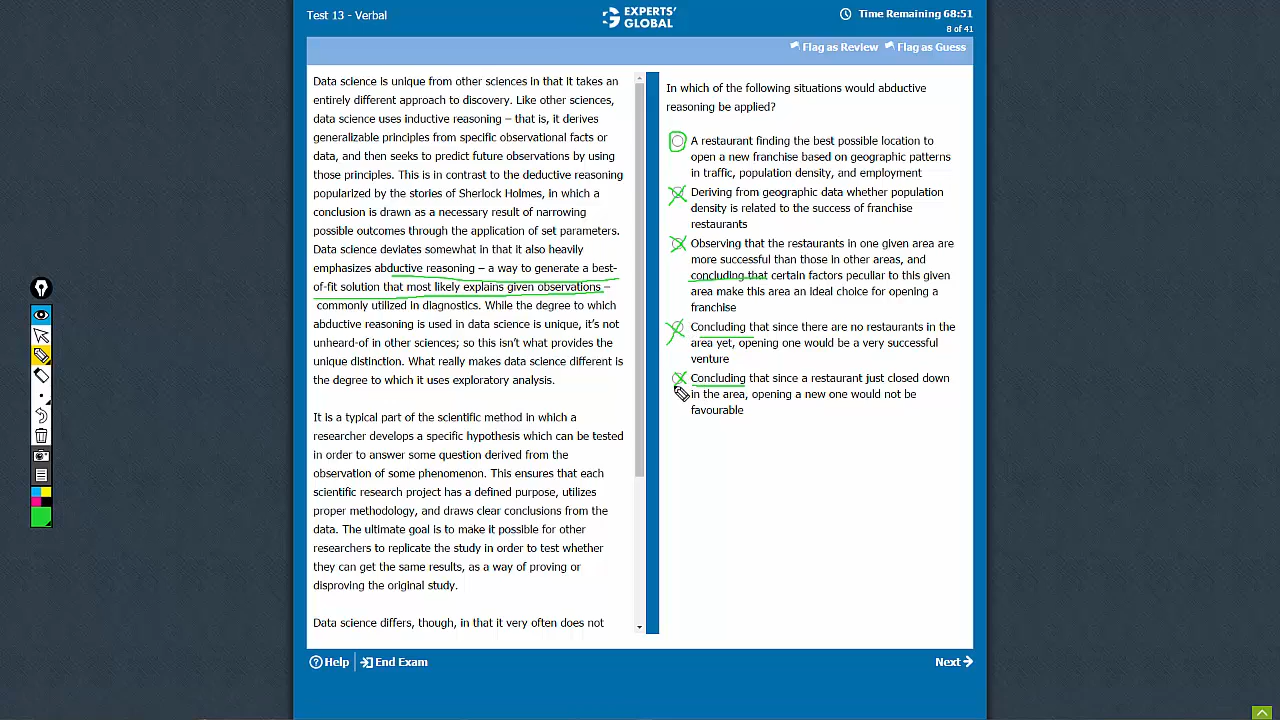 Test 13 - Verbal
EXPERTS'
GLOBAL
Time Remaining 68:51
8 of 41
Flag as Review
Flag as Guess
Data science is unique from other sciences in that it takes an
entirely different approach to discovery. Like other sciences,
data science uses inductive reasoning – that is, it derives
generalizable principles from specific observational facts or
data, and then seeks to predict future observations by using
those principles. This is in contrast to the deductive reasoning
popularized by the stories of Sherlock Holmes, in which a
conclusion is drawn as a necessary result of narrowing
possible outcomes through the application of set parameters.
Data science deviates somewhat in that it also heavily
emphasizes abductive reasoning – a way to generate a best-
of-fit solution that most likely explains given observations –
commonly utilized in diagnostics. While the degree to which
abductive reasoning is used in data science is unique, it's not
unheard-of in other sciences; so this isn't what provides the
unique distinction. What really makes data science different is
the degree to which it uses exploratory analysis.
It is a typical part of the scientific method in which a
researcher develops a specific hypothesis which can be tested
in order to answer some question derived from the
observation of some phenomenon. This ensures that each
scientific research project has a defined purpose, utilizes
proper methodology, and draws clear conclusions from the
data. The ultimate goal is to make it possible for other
researchers to replicate the study in order to test whether
they can get the same results, as a way of proving or
disproving the original study.
Data science differs, though, in that it very often does not
In which of the following situations would abductive
reasoning be applied?
A restaurant finding the best possible location to
open a new franchise based on geographic patterns
in traffic, population density, and employment
Deriving from geographic data whether population
density is related to the success of franchise
restaurants
Observing that the restaurants in one given area are
more successful than those in other areas, and
concluding that certain factors peculiar to this given
area make this area an ideal choice for opening a
franchise
Concluding that since there are no restaurants in the
area yet, opening one would be a very successful
venture
Concluding that since a restaurant just closed down
in the area, opening a new one would not be
favourable
Help
End Exam
Next